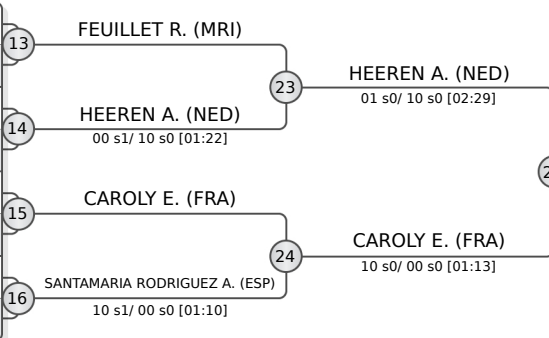 FEUILLET R. (MRI)
13
HEEREN A. (NED)
23
01 s0/ 10 s0 [02:29]
HEEREN A. (NED)
14
00 s1/ 10 s0 [01:22]
CAROLY E. (FRA)
15
CAROLY E. (FRA)
24
10 s0/ 00 s0 [01:13]
SANTAMARIA RODRIGUEZ A. (ESP)
16
10 s1/ 00 s0 [01:10]